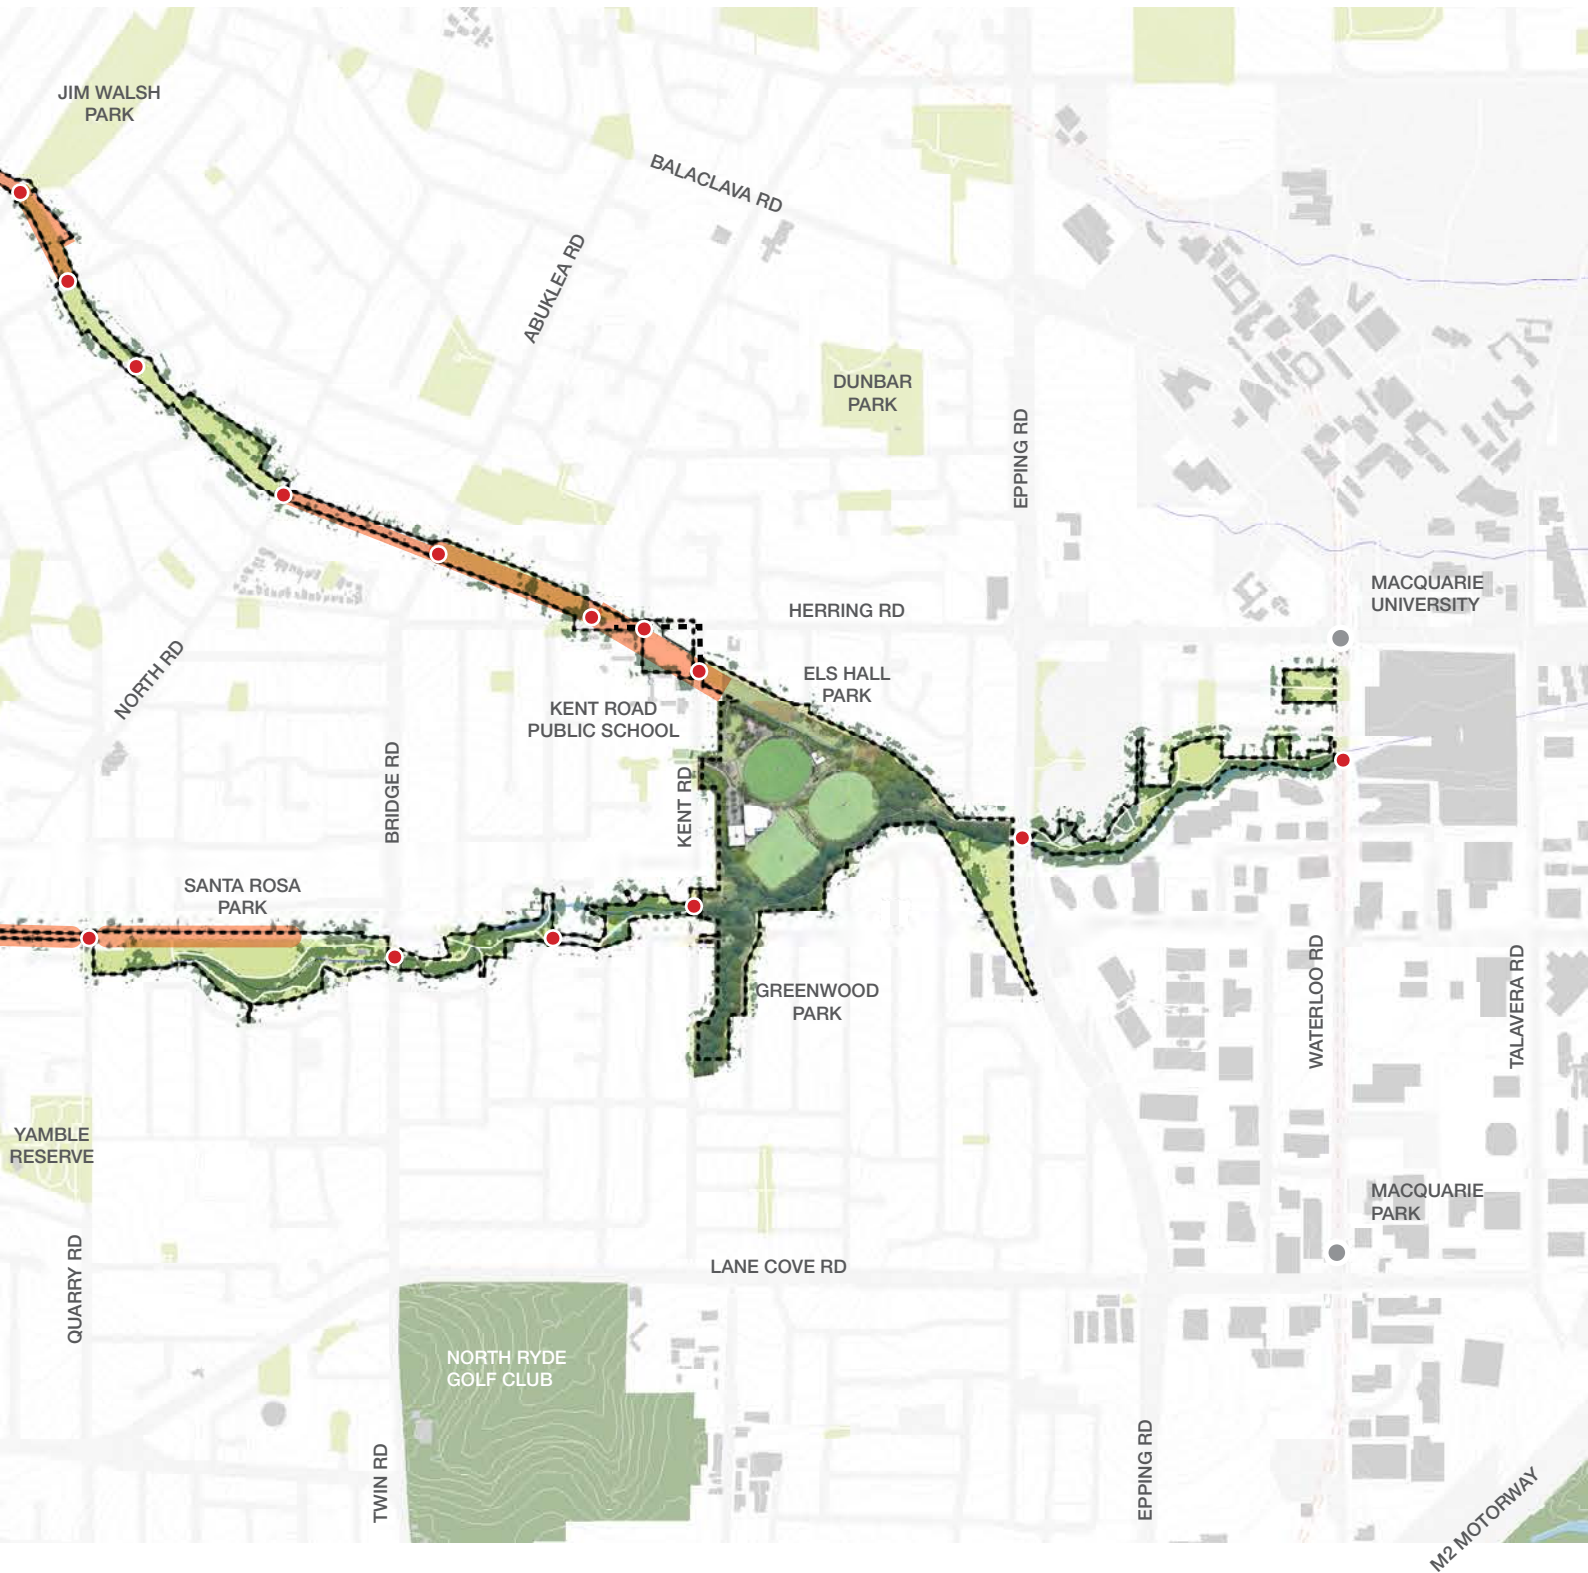 JIM WALSH
PARK
BALACLAVA RD
ABUKLEA RD
DUNBAR
PARK
EPPING RD
MACQUARIE
UNIVERSITY
HERRING RD
ELS HALL
PARK
NORTH RD
KENT ROAD
PUBLIC SCHOOL
BRIDGE RD
KENT RD
SANTA ROSA
PARK
GREENWOOD
PARK
WATERLOO RD
TALAVERA RD
YAMBLE
RESERVE
MACQUARIE
PARK
QUARRY RD
LANE COVE RD
NORTH RYDE
GOLF CLUB
TWIN RD
EPPING RD
M2 MOTORWAY